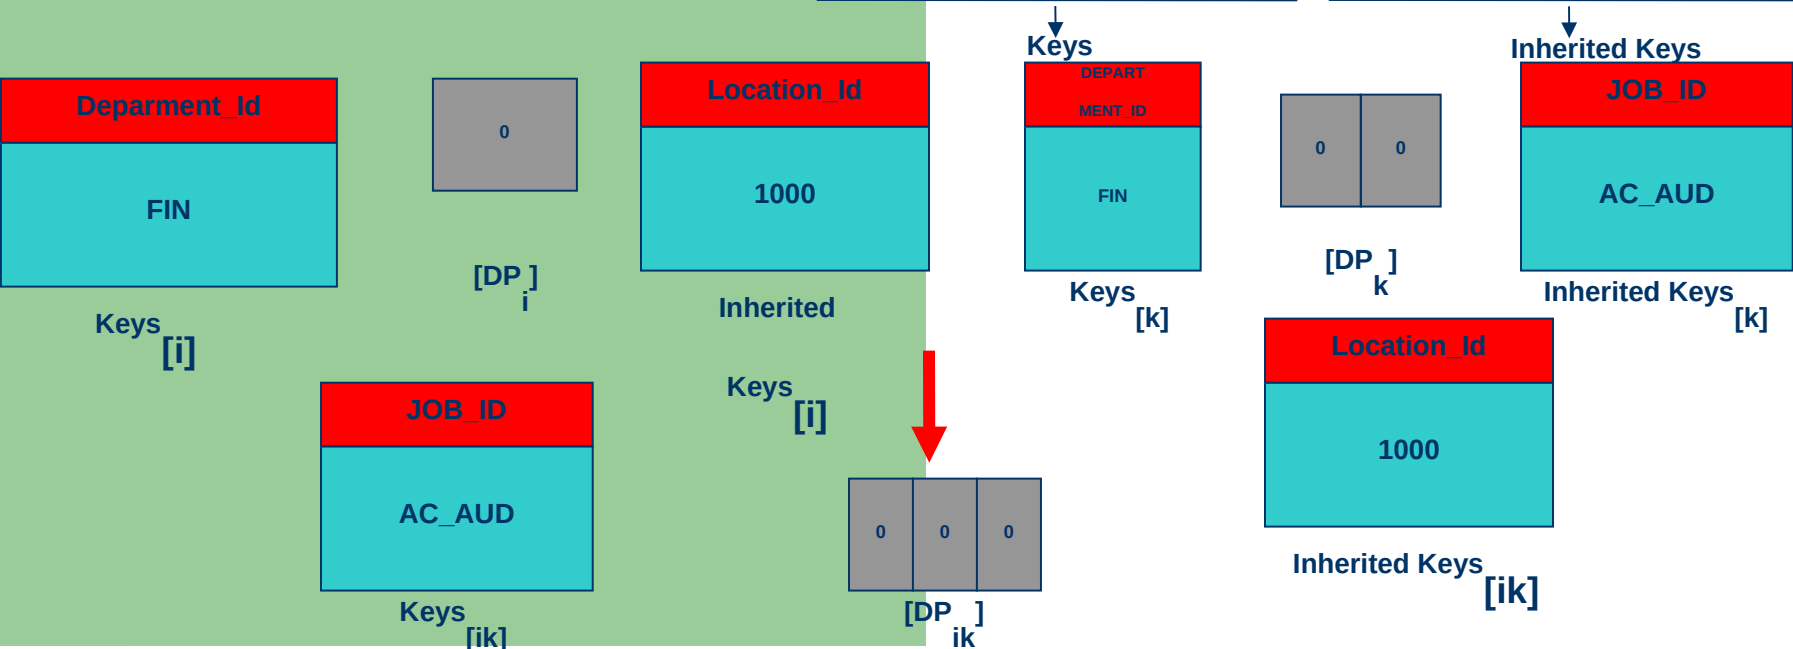 Keys
Inherited Keys
Deparment_Id
FIN
Keys
[i]
0
[DP ]
i
Location_Id
1000
Inherited
Keys
[i]
DEPART
MENT_ID
FIN
Keys
[k]
0 0
[DP ]
k
JOB_ID
AC_AUD
Inherited Keys
[k]
JOB_ID
AC_AUD
Keys
[ik]
0 0 0
[DP ]
ik
Location_Id
1000
Inherited Keys
[ik]